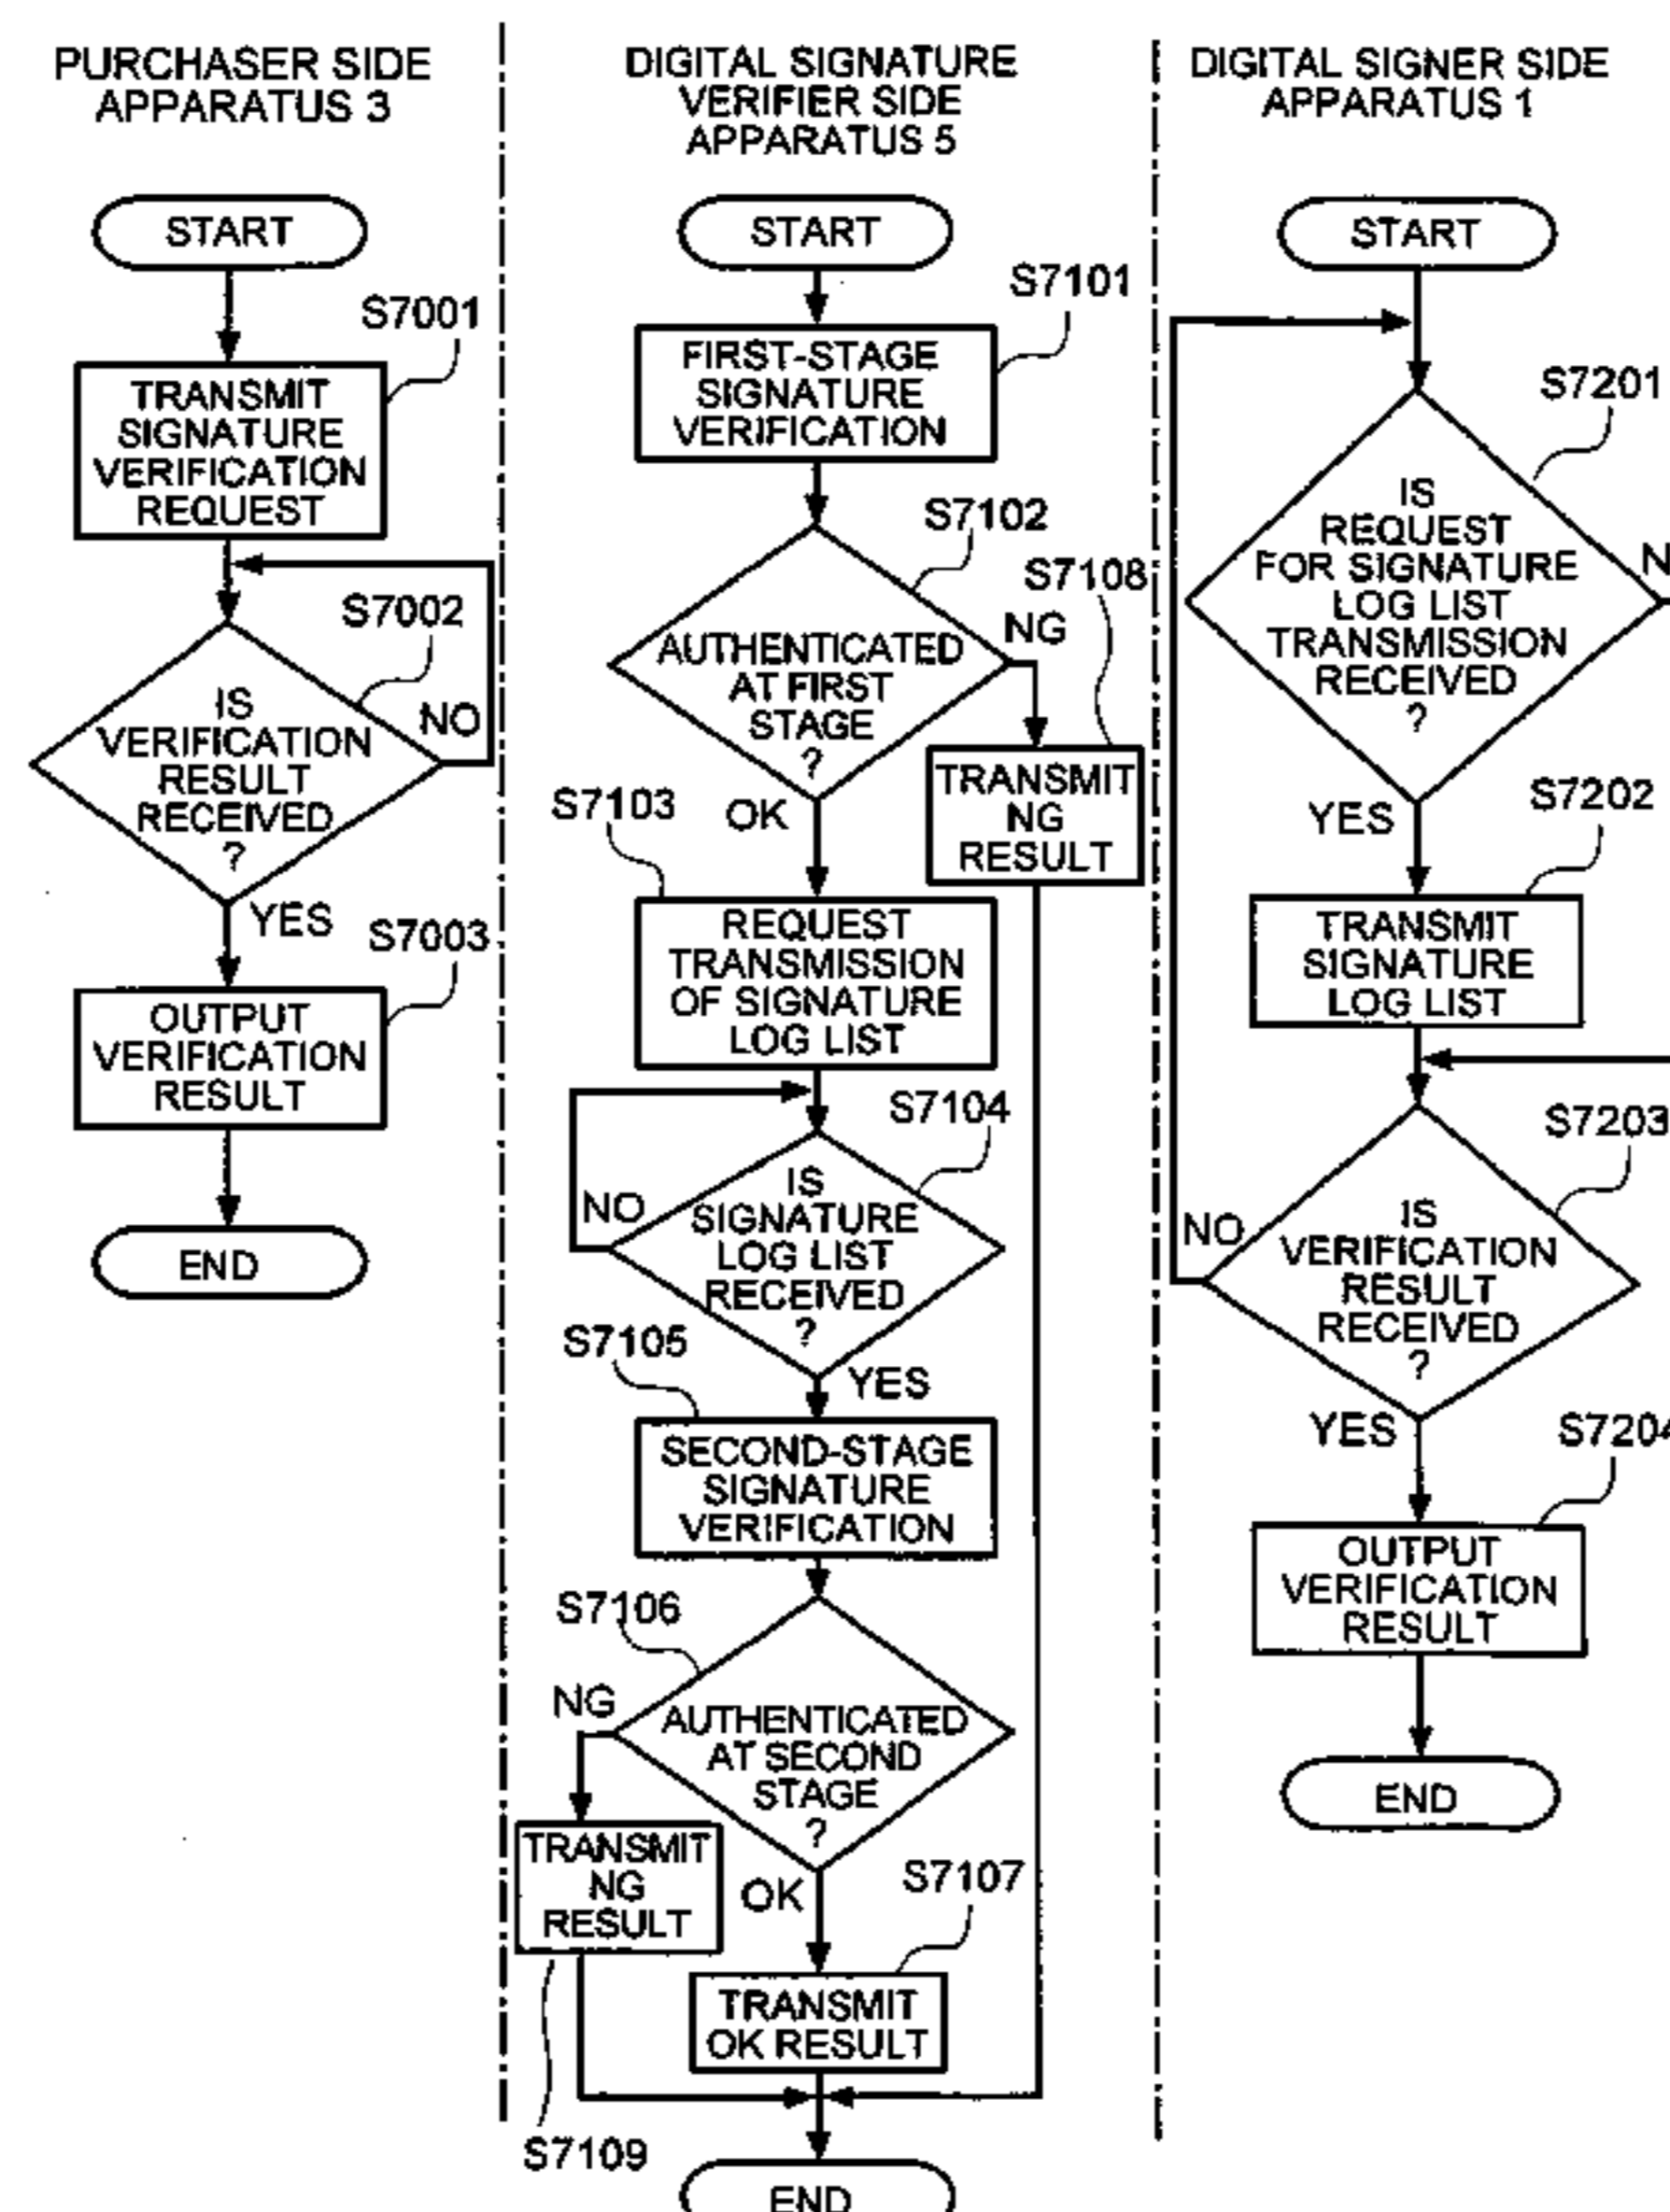 PURCHASER SIDE
APPARATUS 3
START
S7001
TRANSMIT
SIGNATURE
VERIFICATION
REQUEST
S7002
IS
VERIFICATION
RESULT
RECEIVED
?
NO
YES
S7003
OUTPUT
VERIFICATION
RESULT
END
DIGITAL SIGNATURE
VERIFIER SIDE
APPARATUS 5
START
S7101
FIRST-STAGE
SIGNATURE
VERIFICATION
S7102
AUTHENTICATED
AT FIRST
STAGE
?
NG
S7108
TRANSMIT
NG
RESULT
OK
S7103
REQUEST
TRANSMISSION
OF SIGNATURE
LOG LIST
S7104
IS
SIGNATURE
LOG LIST
RECEIVED
?
NO
YES
S7105
SECOND-STAGE
SIGNATURE
VERIFICATION
S7106
AUTHENTICATED
AT SECOND
STAGE
?
NG
TRANSMIT
NG
RESULT
S7109
OK
S7107
TRANSMIT
OK RESULT
END
DIGITAL SIGNER SIDE
APPARATUS 1
START
S7201
IS
REQUEST
FOR SIGNATURE
LOG LIST
TRANSMISSION
RECEIVED
?
YES
S7202
TRANSMIT
SIGNATURE
LOG LIST
S7203
IS
VERIFICATION
RESULT
RECEIVED
?
NO
YES
S7204
OUTPUT
VERIFICATION
RESULT
END